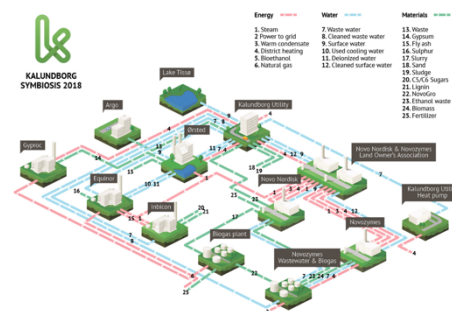 KALUNDBORG
SYMBIOSIS 2018
Energy
1. Steam
2 Power to grid
3. Warm condensate
4. District heating
5. Bioethanol
6. Natural gas
Water
7. Waste water
8. Cleaned waste water
9. Surface water
10. Used cooling water
11. Deionized water
12. Cleaned surface water
Materials
13. Waste
14. Gypsum
15. Fly ash
16. Sulphur
17. Slurry
18. Sand
19. Sludge
20. C5/C6 Sugars
21. Lignin
22. NovoGro
23. Ethanol waste
24. Biomass
25. Fertilizer
Lake Tissø
Argo
Kalundborg Utility
Gyproc
Ørsted
Novo Nordisk & Novozymes
Land Owner's Association
Equinor
Novo Nordisk
Kalundborg Utility
Heat pump
Inbicon
Novozymes
Biogas plant
Novozymes
Wastewater & Biogas